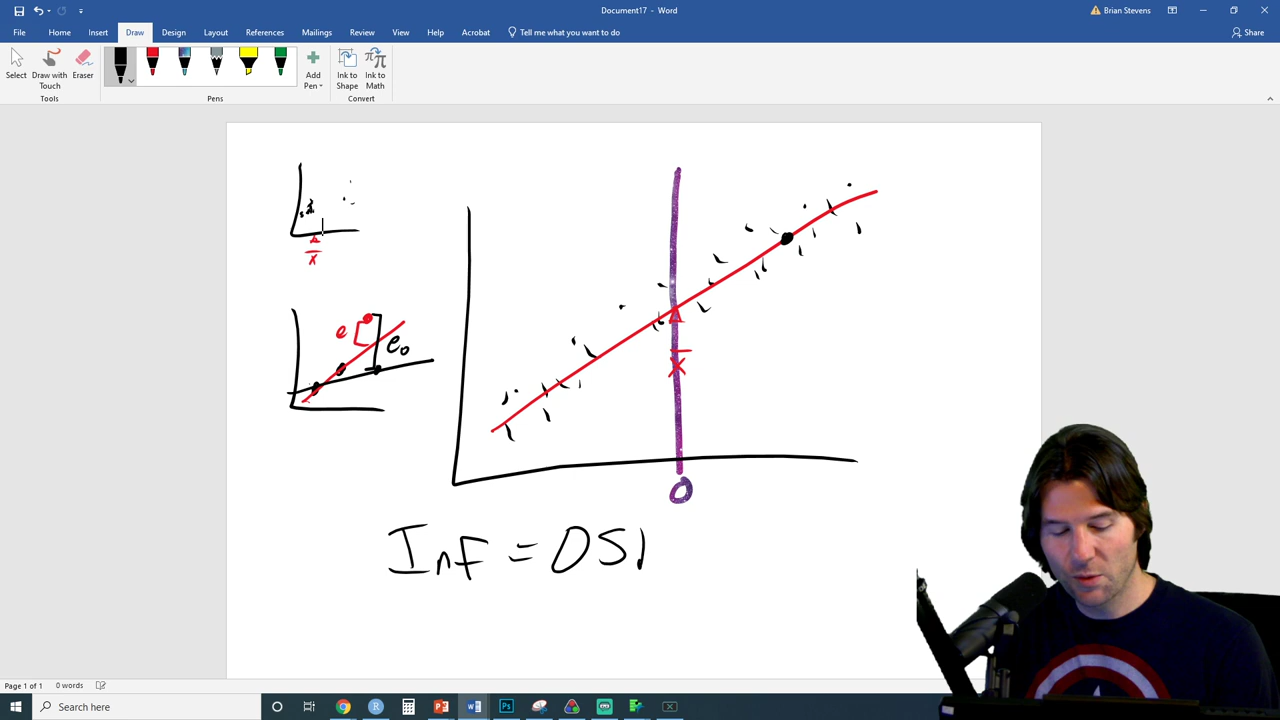 Document17 - Word
Brian Stevens
File Home Insert Draw Design Layout References Mailings Review View Help Acrobat Tell me what you want to do Share
Select Draw with Touch Eraser Add Pen Ink to Shape Ink to Math
Tools Pens Convert
x̄
e e₀
x̄
0
Inf = DSI
Page 1 of 1 0 words
Search here